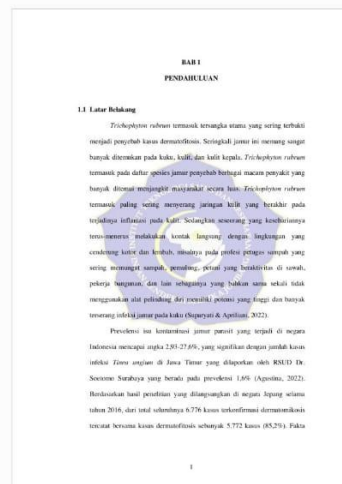 BAB I
PENDAHULUAN
1.1 Latar Belakang
Trichophyton rubrum termasuk tersangka utama yang sering terbukti
menjadi penyebab kasus dermatofitosis. Seringkali jamur ini memang sangat
banyak ditemukan pada kuku, kulit, dan kulit kepala. Trichophyton rubrum
termasuk pada daftar spesies jamur penyebab berbagai macam penyakit yang
banyak ditemui menjangkit masyarakat secara luas. Trichophyton rubrum
termasuk paling sering menyerang jaringan kulit yang berakhir pada
terjadinya inflamasi pada kulit. Sedangkan seseorang yang kesehariannya
terus-menerus melakukan kontak langsung dengan lingkungan yang
cenderung kotor dan lembab, misalnya pada profesi petugas sampah yang
sering memungut sampah, pemulung, petani yang beraktivitas di sawah,
pekerja bangunan, dan lain sebagainya yang bahkan sama sekali tidak
menggunakan alat pelindung diri memiliki potensi yang tinggi dan banyak
terserang infeksi jamur pada kuku (Supryati & Apriliani, 2022).
Prevelensi isu kontaminasi jamur parasit yang terjadi di negara
Indonesia mencapai angka 2,93-27,6%, yang signifikan dengan jumlah kasus
infeksi Tinea ungium di Jawa Timur yang dilaporkan oleh RSUD Dr.
Soetomo Surabaya yang berada pada prevelensi 1,6% (Agustina, 2022).
Berdasarkan hasil penelitian yang dilangsungkan di negara Jepang selama
tahun 2016, dari total seluruhnya 6.776 kasus terkonfirmasi dermatomikosis
tercatat bersama kasus dermatofitosis sebanyak 5.772 kasus (85,2%). Fakta
1